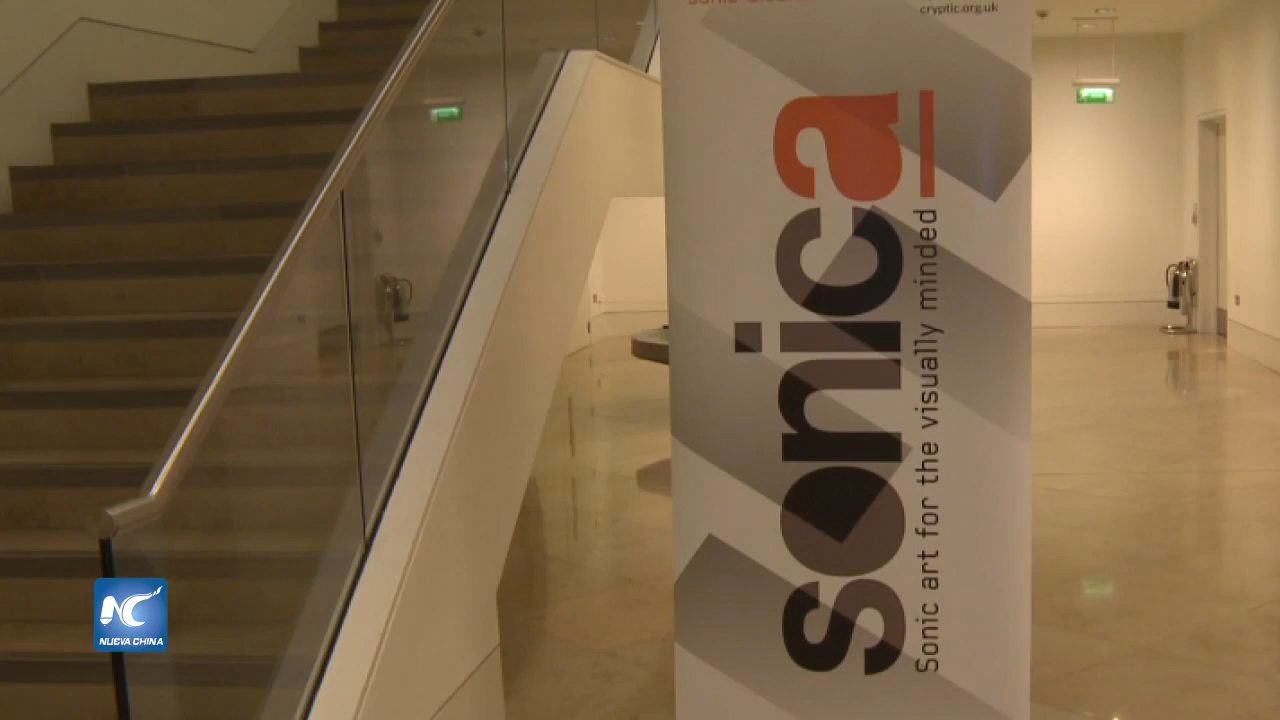 cryptic.org.uk
sonica
Sonic art for the visually minded
NC
NUEVA CHINA